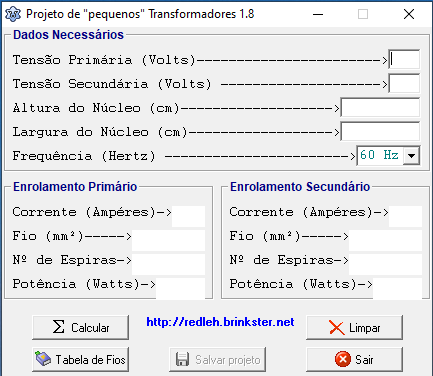 Projeto de "pequenos" Transformadores 1.8
Dados Necessários
Tensão Primária (Volts)------------------->
Tensão Secundária (Volts) ---------------->
Altura do Núcleo (cm)--------------------->
Largura do Núcleo (cm)-------------------->
Frequência (Hertz) ----------------------> 60 Hz
Enrolamento Primário
Corrente (Ampéres)->
Fio (mm²)----->
Nº de Espiras->
Potência (Watts)->
Enrolamento Secundário
Corrente (Ampéres)->
Fio (mm²)----->
Nº de Espiras->
Potência (Watts)->
Σ Calcular
http://redleh.brinkster.net
Limpar
Tabela de Fios
Salvar projeto
Sair